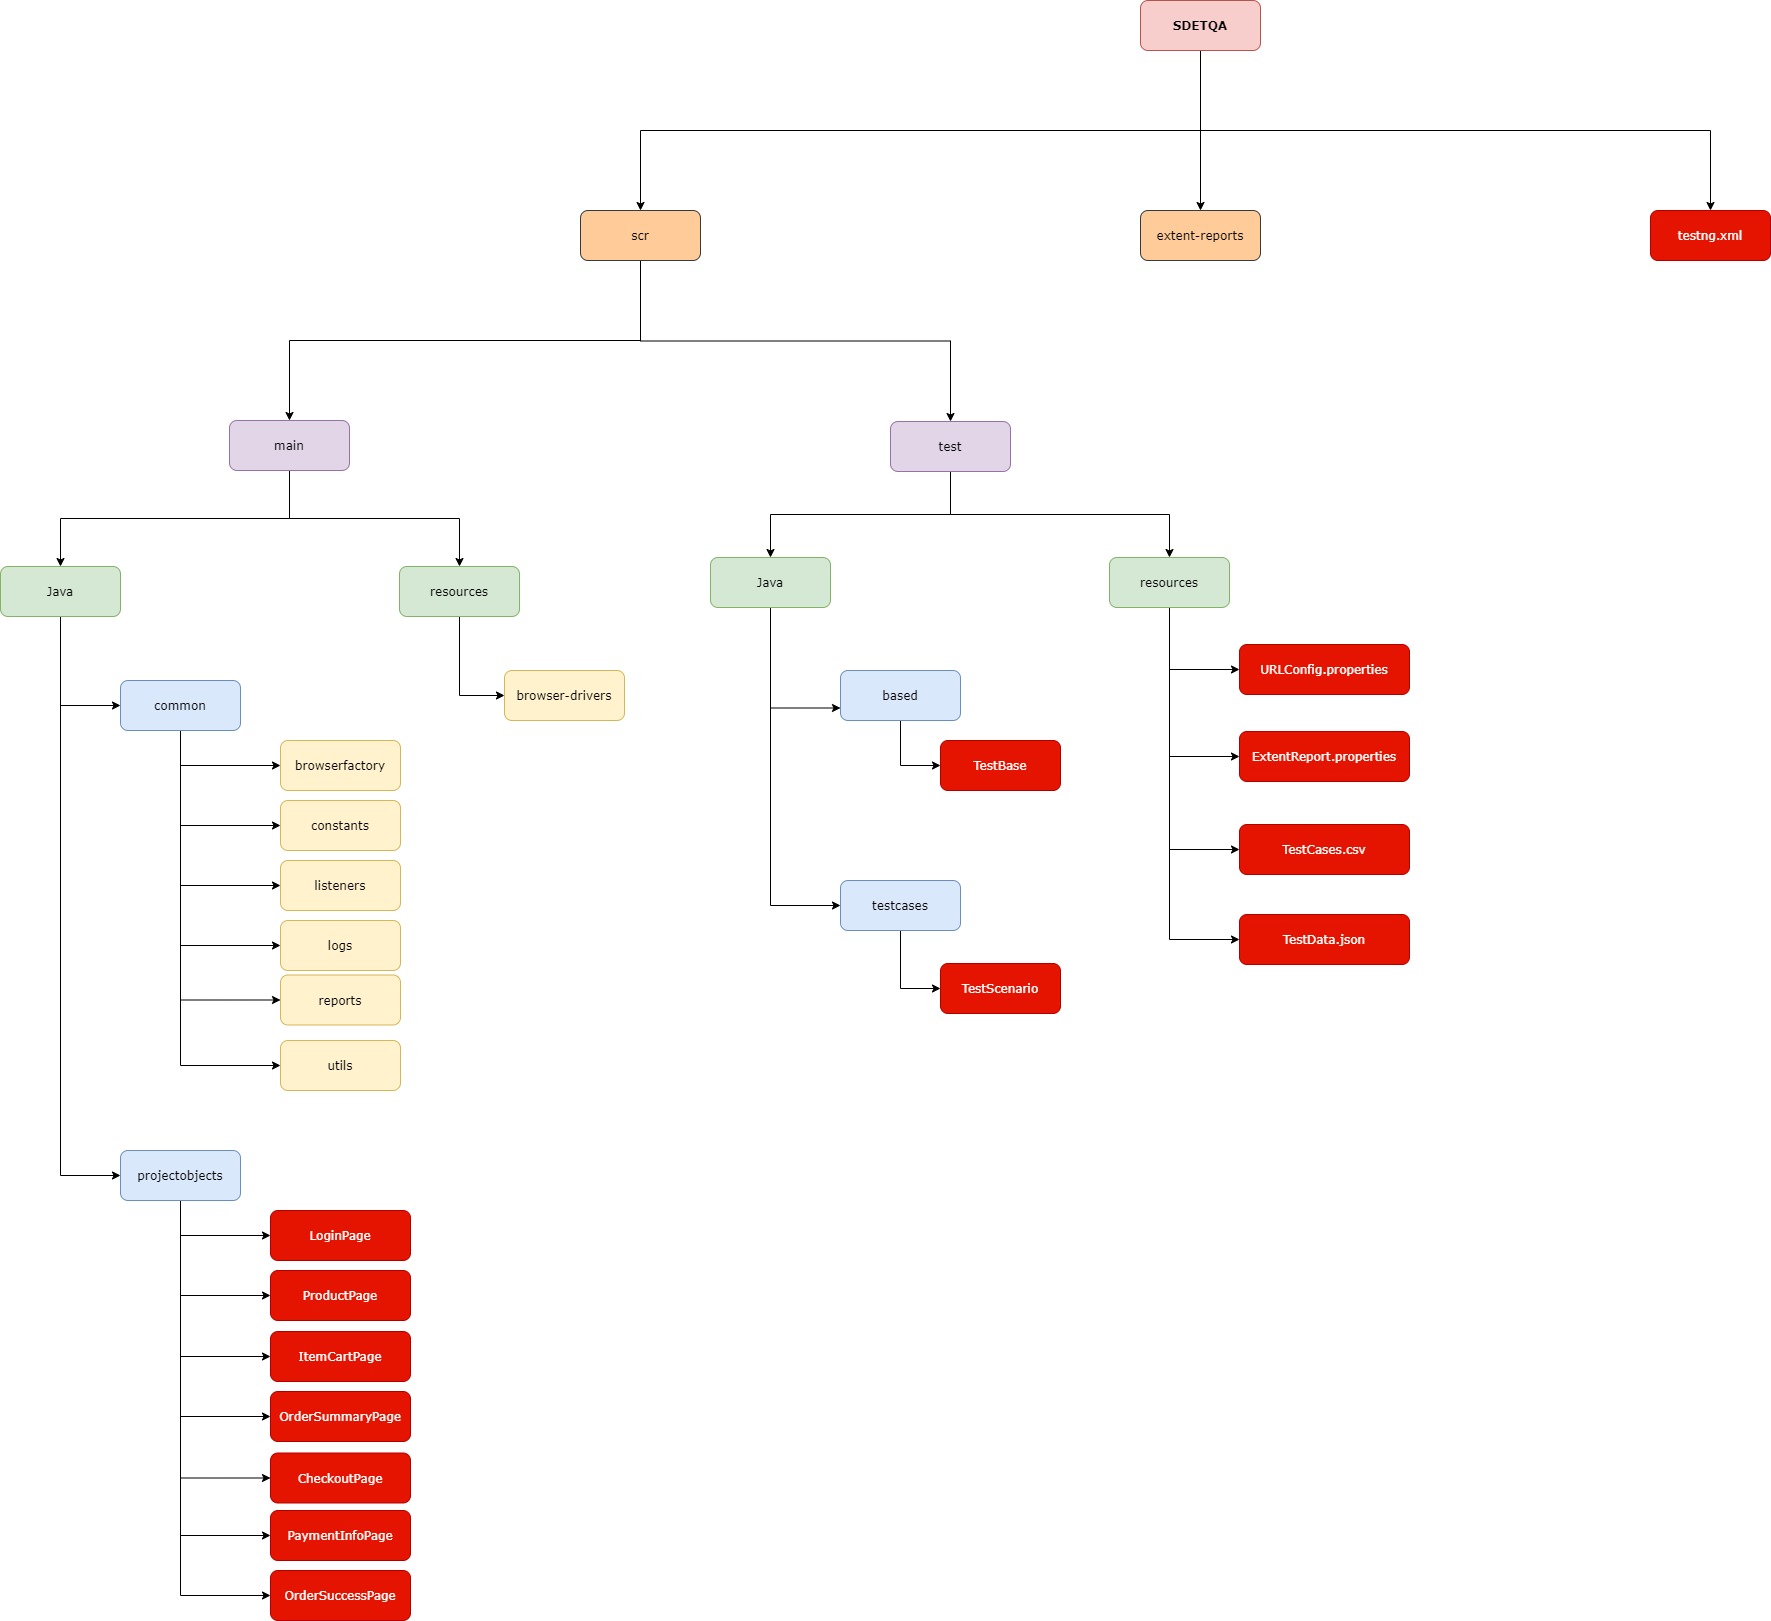 SDETQA
scr
extent-reports
testng.xml
main
test
Java
resources
Java
resources
common
browser-drivers
browserfactory
constants
listeners
logs
reports
utils
projectobjects
LoginPage
ProductPage
ItemCartPage
OrderSummaryPage
CheckoutPage
PaymentInfoPage
OrderSuccessPage
based
TestBase
testcases
TestScenario
URLConfig.properties
ExtentReport.properties
TestCases.csv
TestData.json